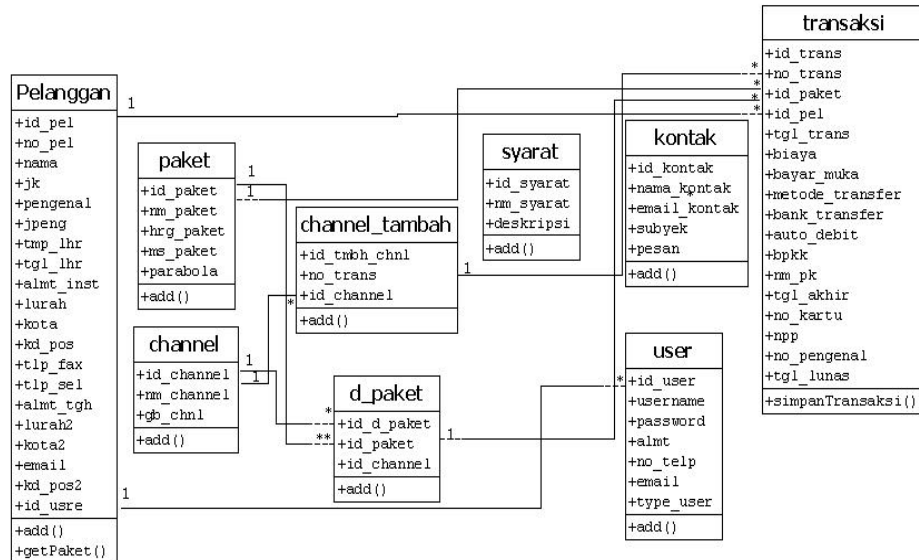 transaksi
+id_trans
+no_trans
+id_paket
+id_pel
+tgl_trans
+biaya
+bayar_muka
+metode_transfer
+bank_transfer
+auto_debit
+bpkk
+nm_pk
+tgl_akhir
+no_kartu
+npp
+no_pengenal
+tgl_lunas
+simpanTransaksi()
Pelanggan
+id_pel
+no_pel
+nama
+jk
+pengenal
+jpeng
+tmp_lhr
+tgl_lhr
+almt_inst
+lurah
+kota
+kd_pos
+tlp_fax
+tlp_sel
+almt_tgh
+lurah2
+kota2
+email
+kd_pos2
+id_usre
+add()
+getPaket()
paket
+id_paket
+nm_paket
+hrg_paket
+ms_paket
+parabola
+add()
channel
+id_channel
+nm_channel
+gb_chnl
+add()
channel_tambah
+id_tmbh_chnl
+no_trans
+id_channel
+add()
d_paket
+id_d_paket
+id_paket
+id_channel
+add()
syarat
+id_syarat
+nm_syarat
+deskripsi
+add()
kontak
+id_kontak
+nama_kontak
+email_kontak
+subyek
+pesan
+add()
user
+id_user
+username
+password
+almt
+no_telp
+email
+type_user
+add()
1
*
*
*
*
1
1
*
1
*
1
1
*
**
1
1
*